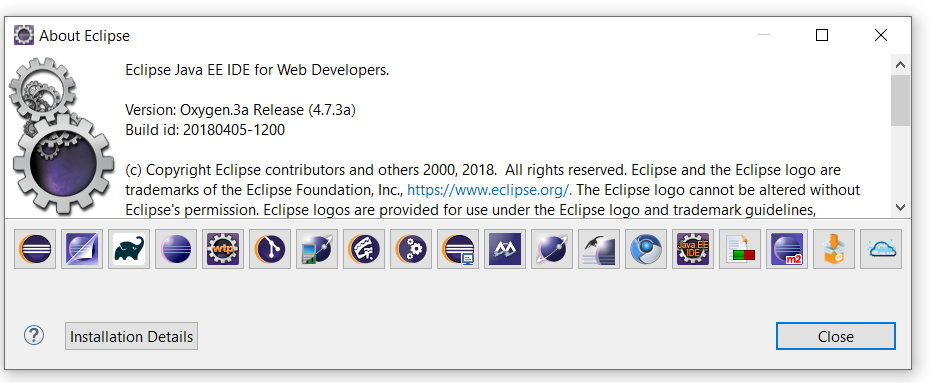 About Eclipse
Eclipse Java EE IDE for Web Developers.
Version: Oxygen.3a Release (4.7.3a)
Build id: 20180405-1200
(c) Copyright Eclipse contributors and others 2000, 2018.  All rights reserved. Eclipse and the Eclipse logo are
trademarks of the Eclipse Foundation, Inc., https://www.eclipse.org/. The Eclipse logo cannot be altered without
Eclipse's permission. Eclipse logos are provided for use under the Eclipse logo and trademark guidelines,
wtp
Java EE
IDE
m2
?
Installation Details
Close